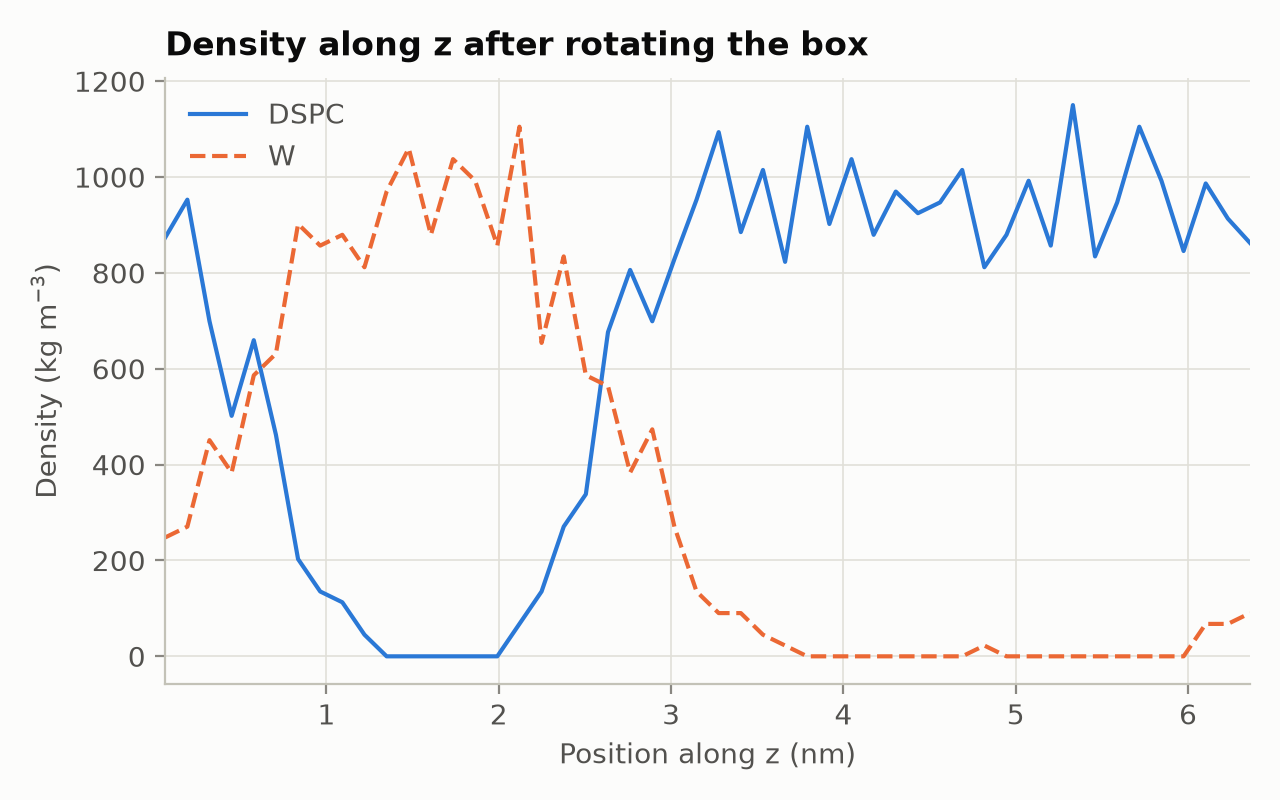 Density along z after rotating the box
DSPC
W
1200
1000
800
600
400
200
0
Density (kg m⁻³)
1 2 3 4 5 6
Position along z (nm)